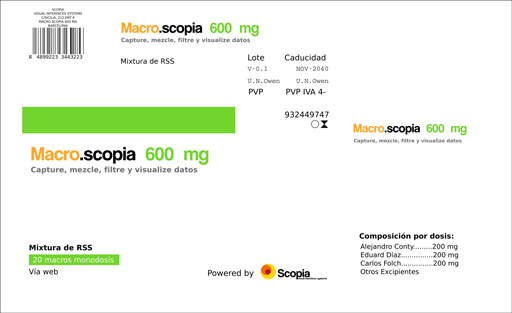 SCOPIA
VISUAL INTERFACES SYSTEMS
MACRO.SCOPIA 600 MG
BARCELONA
8 4899223 3443223
Macro.scopia 600 mg
Capture, mezcle, filtre y visualize datos
Mixtura de RSS
Lote Caducidad
V-0.1 NOV-2040
U.N.Owen U.N.Owen
PVP PVP IVA 4-
932449747
Macro.scopia 600 mg
Capture, mezcle, filtre y visualize datos
Macro.scopia 600 mg
Capture, mezcle, filtre y visualize datos
Mixtura de RSS
20 macros monodosis
Vía web
Powered by Scopia
Composición por dosis:
Alejandro Conty.........200 mg
Eduard Díaz...............200 mg
Carlos Folch...............200 mg
Otros Excipientes